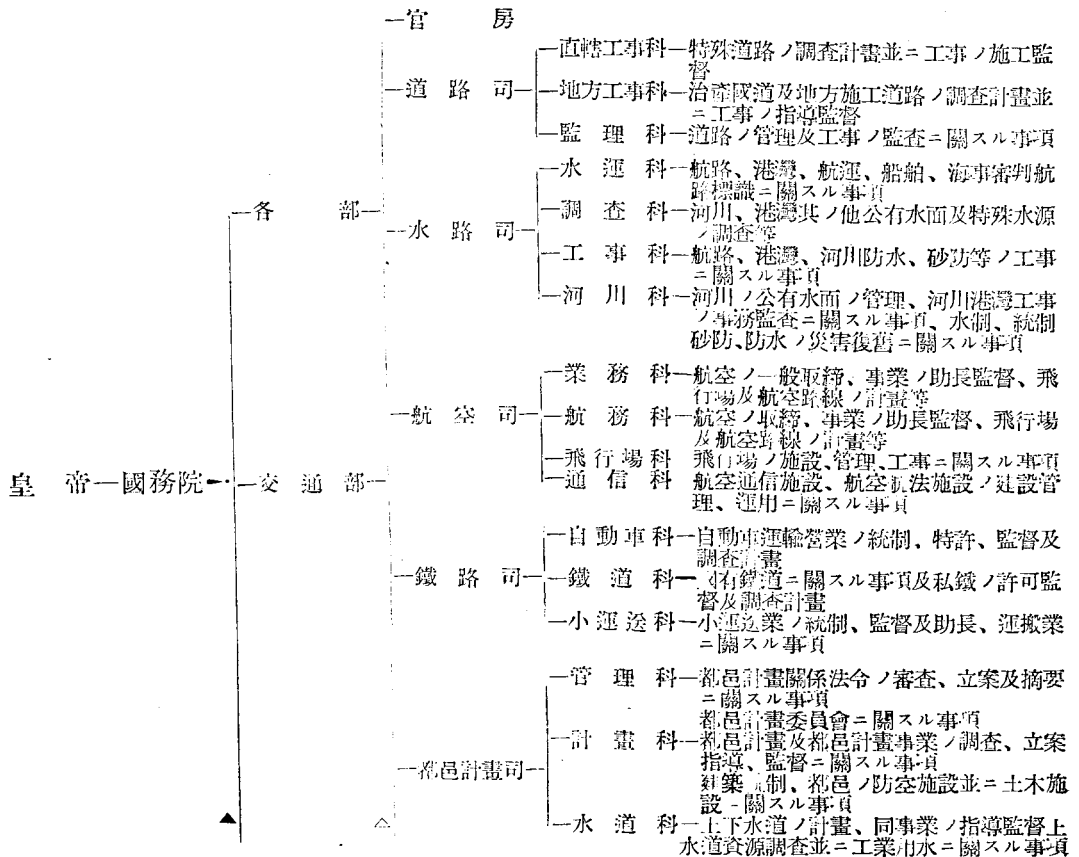 官房
直轄工事科 特殊道路ノ調査計畫並ニ工事ノ施工監
督
道路司
地方工事科 治產國道及地方施工道路ノ調査計畫並
ニ工事ノ指導監督
監理科 道路ノ管理及工事ノ監査ニ關スル事項
水運科 航路、港灣、航運、船舶、海事審判航
路標識ニ關スル事項
各部
調査科 河川、港灣其ノ他公有水面及特殊水源
ノ調査等
水路司
工事科 航路、港灣、河川防水、砂防等ノ工事
ニ關スル事項
河川科 河川ノ公有水面ノ管理、河川港灣工事
ノ事務監査ニ關スル事項、水制、統制
砂防、防水ノ災害復舊ニ關スル事項
業務科 航空ノ一般取締、事業ノ助長監督、飛
行場及航空路線ノ計畫等
航空司
航務科 航空ノ取締、事業ノ助長監督、飛行場
及航空路線ノ計畫等
飛行場科 飛行場ノ施設、管理、工事ニ關スル事項
皇帝 國務院 交通部
通信科 航空通信施設、航空航法施設ノ建設管
理、運用ニ關スル事項
自動車科 自動車運輸營業ノ統制、特許、監督及
調査計畫
鐵路司
鐵道科 有鐵道ニ關スル事項及私鐵ノ許可監
督及調査計畫
小運送科 小運送業ノ統制、監督及助長、運搬業
ニ關スル事項
管理科 都邑計畫關係法令ノ審査、立案及摘要
ニ關スル事項
都邑計畫委員會ニ關スル事項
計畫科 都邑計畫及都邑計畫事業ノ調査、立案
指導、監督ニ關スル事項
都邑計畫司
建築 制、都邑ノ防空施設並ニ土木施
設 關スル事項
水道科 上下水道ノ計畫、同事業ノ指導監督上
水道資源調査並ニ工業用水ニ關スル事項